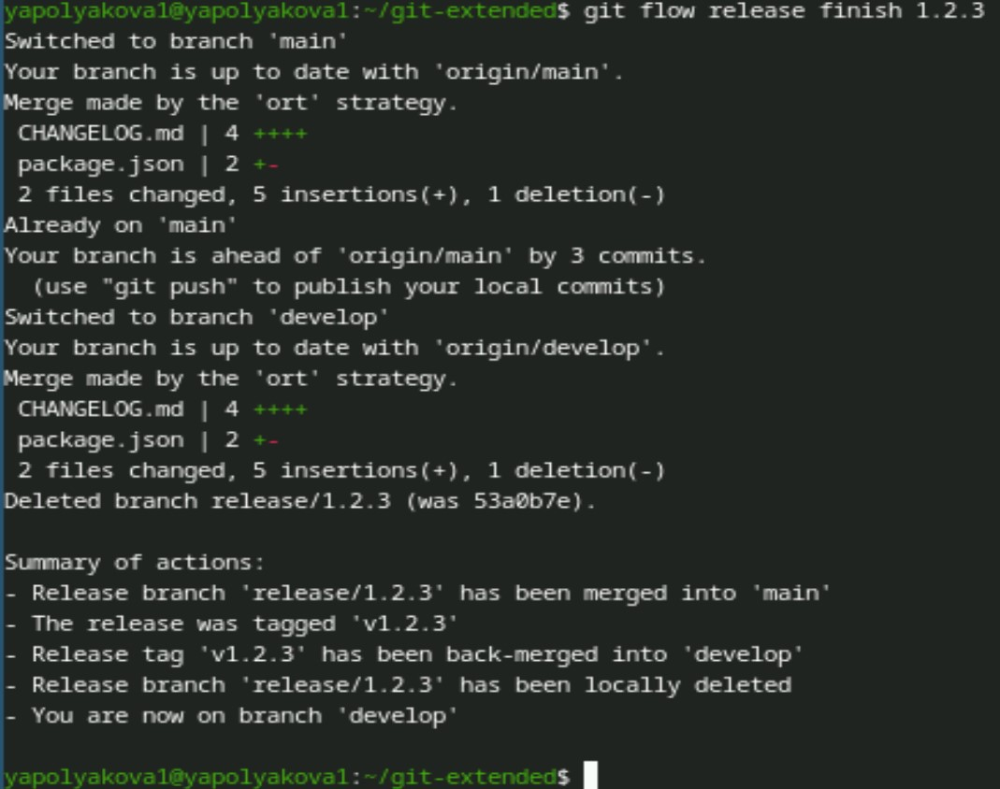 yapolyakova1@yapolyakova1:~/git-extended$ git flow release finish 1.2.3
Switched to branch 'main'
Your branch is up to date with 'origin/main'.
Merge made by the 'ort' strategy.
 CHANGELOG.md | 4 ++++
 package.json | 2 +-
 2 files changed, 5 insertions(+), 1 deletion(-)
Already on 'main'
Your branch is ahead of 'origin/main' by 3 commits.
  (use "git push" to publish your local commits)
Switched to branch 'develop'
Your branch is up to date with 'origin/develop'.
Merge made by the 'ort' strategy.
 CHANGELOG.md | 4 ++++
 package.json | 2 +-
 2 files changed, 5 insertions(+), 1 deletion(-)
Deleted branch release/1.2.3 (was 53a0b7e).

Summary of actions:
- Release branch 'release/1.2.3' has been merged into 'main'
- The release was tagged 'v1.2.3'
- Release tag 'v1.2.3' has been back-merged into 'develop'
- Release branch 'release/1.2.3' has been locally deleted
- You are now on branch 'develop'

yapolyakova1@yapolyakova1:~/git-extended$